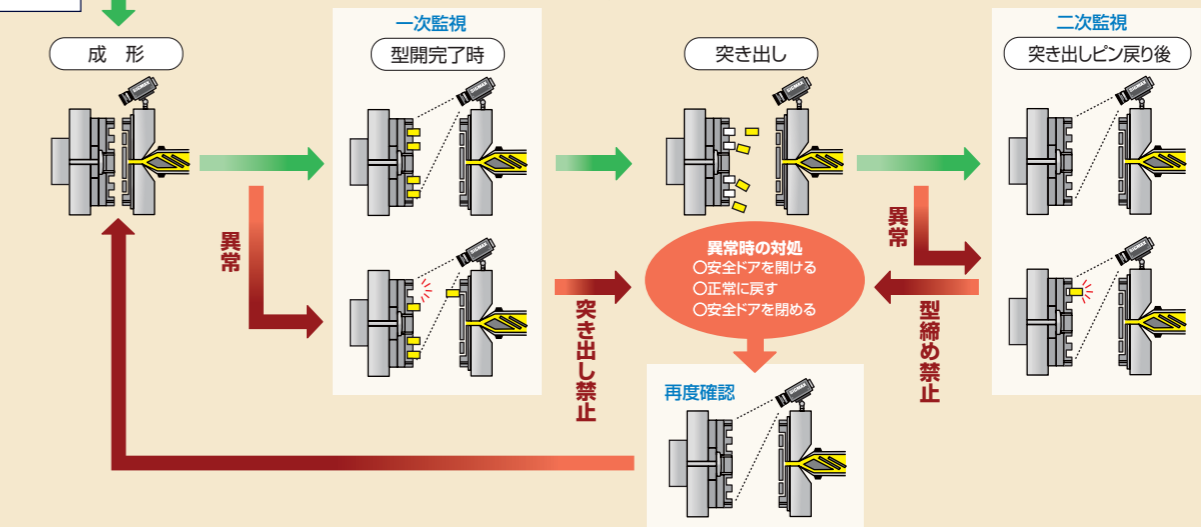 一次監視
二次監視
成 形
型開完了時
突き出し
突き出しピン戻り後
異常
異常
異常時の対処
○安全ドアを開ける
○正常に戻す
○安全ドアを閉める
突き出し禁止
型締め禁止
再度確認